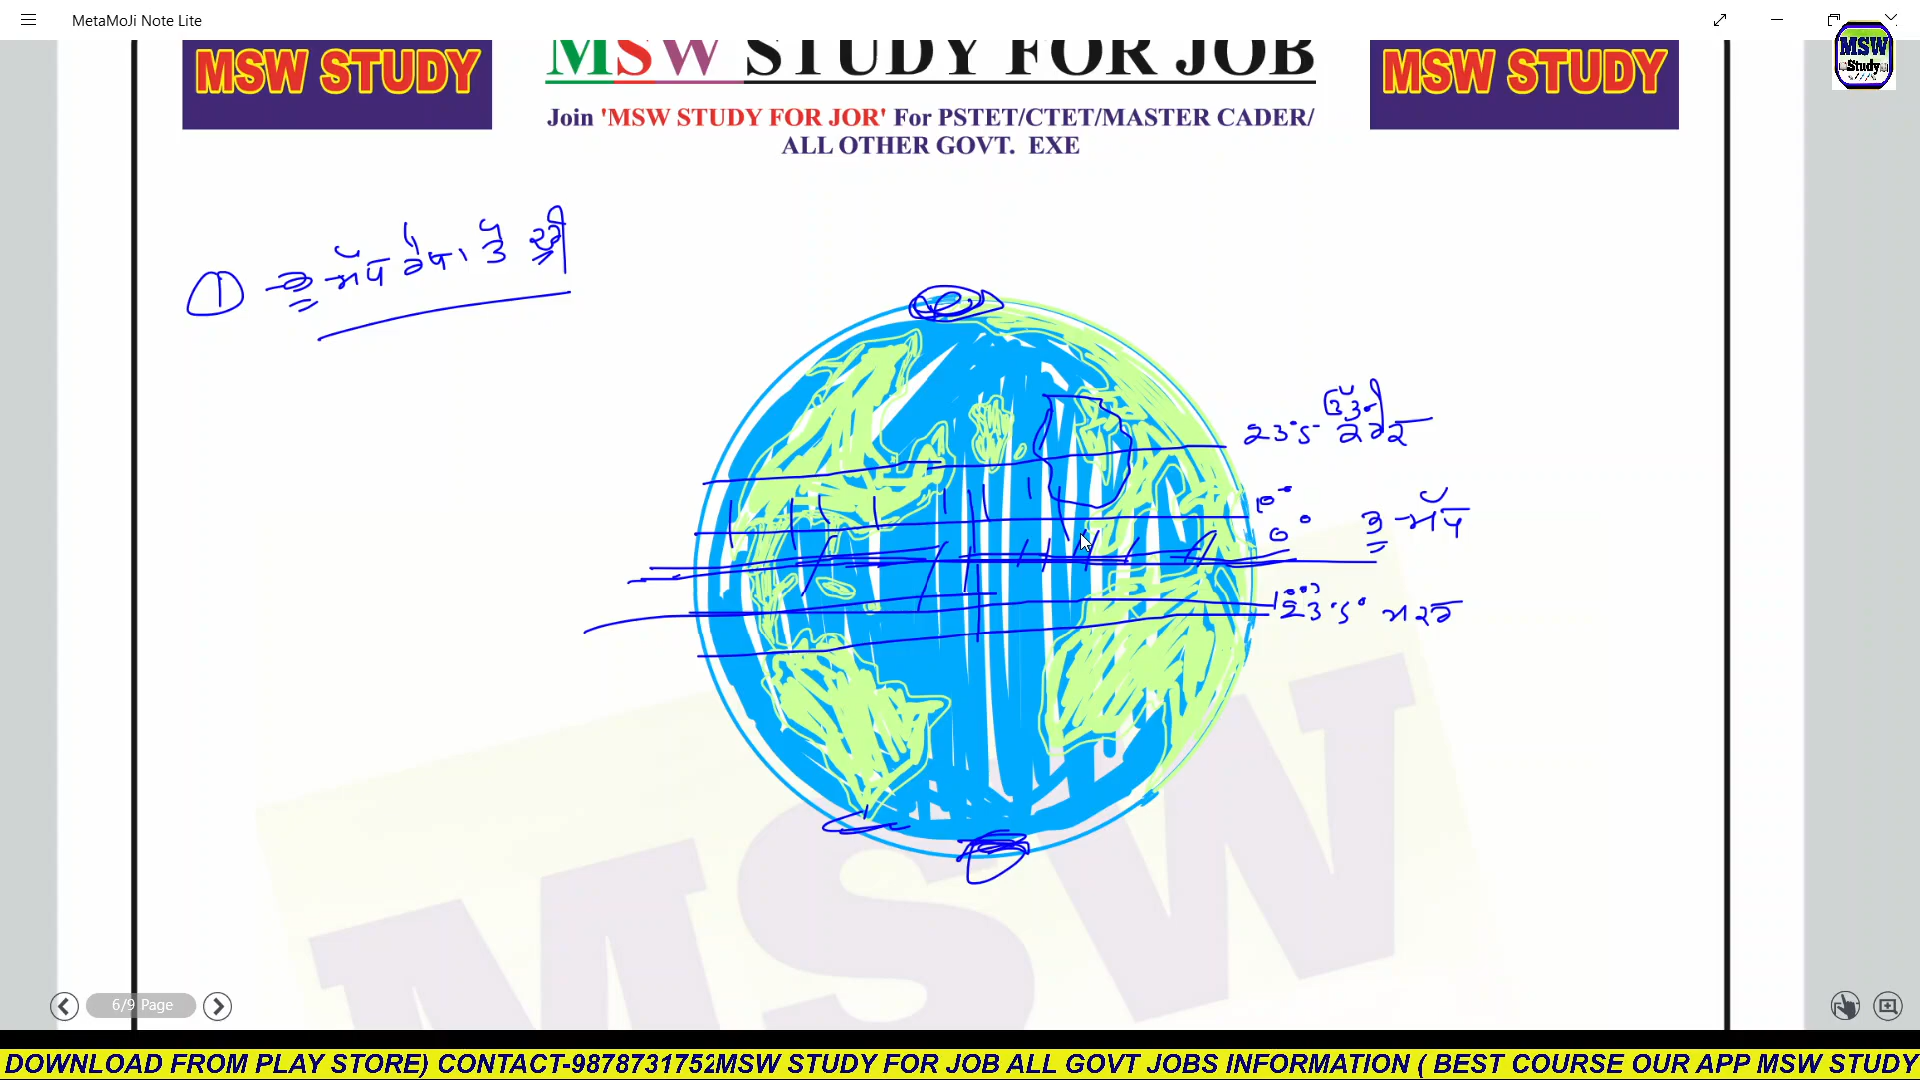 MetaMoJi Note Lite
MSW Study
MSW STUDY
MSW STUDY FOR JOB
MSW STUDY
Join 'MSW STUDY FOR JOR' For PSTET/CTET/MASTER CADER/
ALL OTHER GOVT. EXE
① ਭੂ-ਮੱਧ ਰੇਖਾ ਤੋਂ
23.5
10°
0° ਭੂ-ਮੱਧ
23.5° ਮਕਰ
MSW
6/9 Page
DOWNLOAD FROM PLAY STORE) CONTACT-9878731752MSW STUDY FOR JOB ALL GOVT JOBS INFORMATION ( BEST COURSE OUR APP MSW STUDY